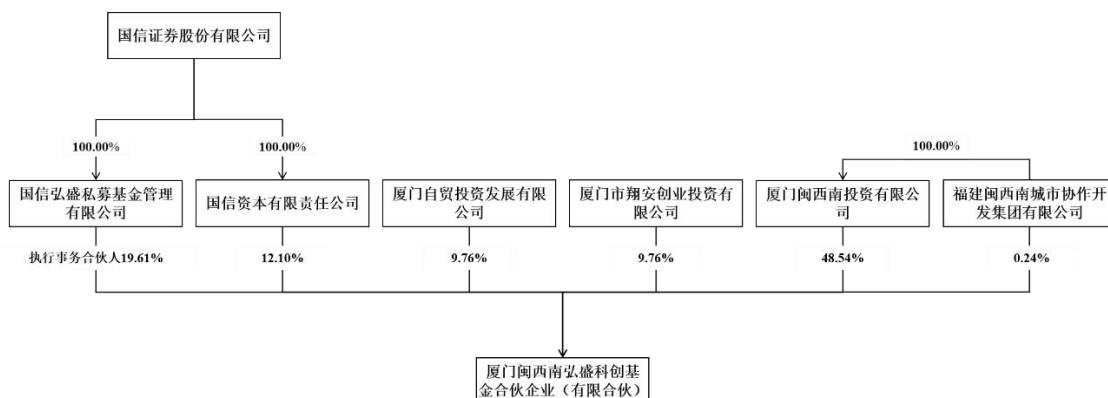 国信证券股份有限公司
100.00%
100.00%
100.00%
国信弘盛私募基金管理
有限公司
国信资本有限责任公司
厦门自贸投资发展有限
公司
厦门市翔安创业投资有
限公司
厦门闽西南投资有限公
司
福建闽西南城市协作开
发集团有限公司
执行事务合伙人19.61%
12.10%
9.76%
9.76%
48.54%
0.24%
厦门闽西南弘盛科创基
金合伙企业（有限合伙）